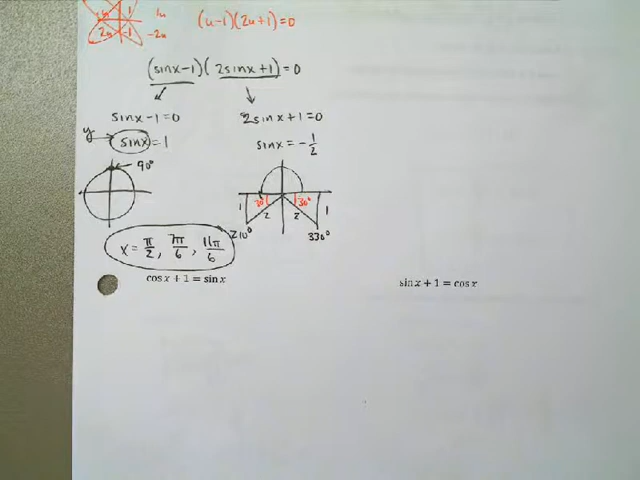 1 1u
2u -1 -2u
(u-1)(2u+1)=0
(sinx-1)(2sinx+1)=0
sinx-1=0
y sinx=1
90°
2sinx+1=0
sinx=-1/2
1 30° 30° 1
2 2
210° 330°
x = π/2, 7π/6, 11π/6
cos x + 1 = sin x
sin x + 1 = cos x